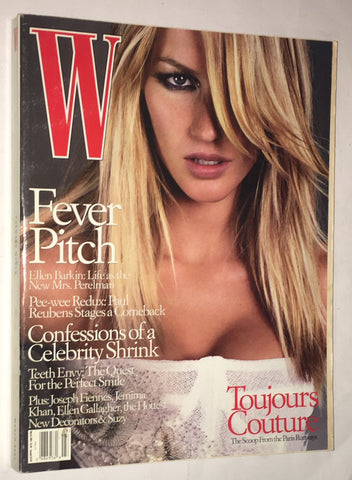 W
Fever
Pitch
Ellen Barkin: Life as the
New Mrs. Perelman
Pee-wee Redux: Paul
Reubens Stages a Comeback
Confessions of a
Celebrity Shrink
Teeth Envy: The Quest
For the Perfect Smile
Plus: Joseph Fiennes, Jemima
Khan, Ellen Gallagher, the Hottest
New Decorators & Suzy
Toujours
Couture
The Scoop From the Paris Runways